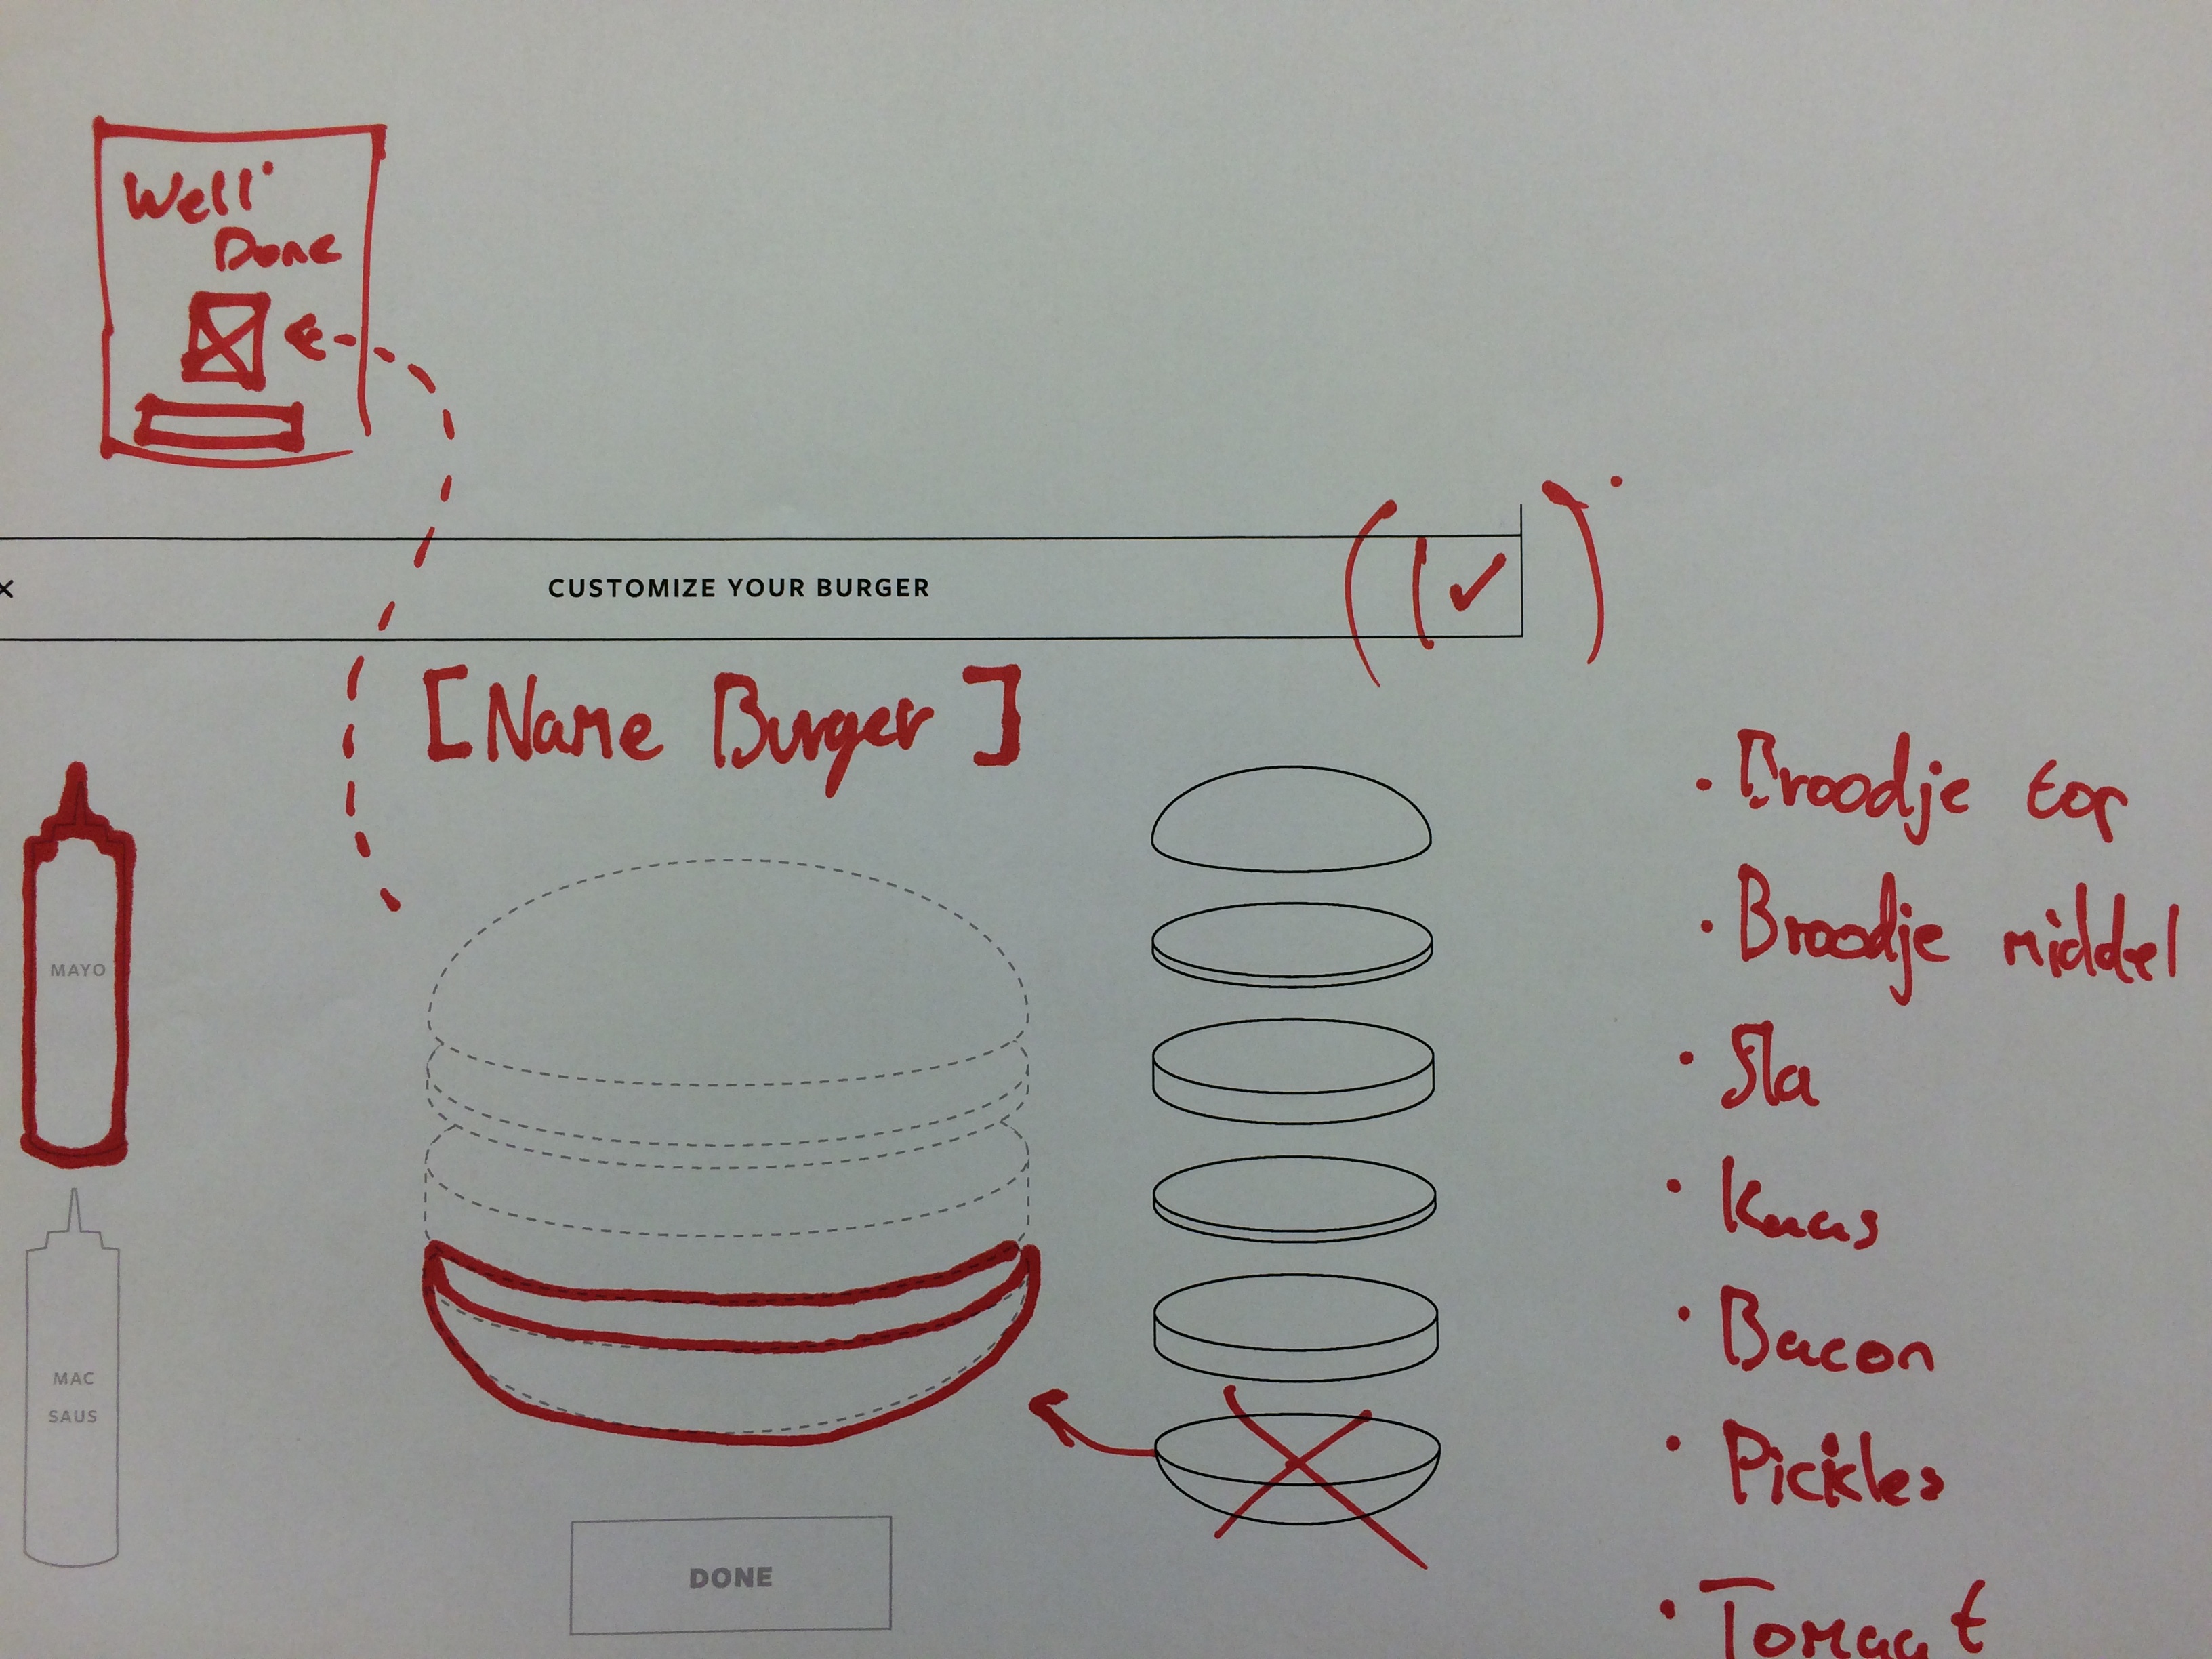 Well
Done
× CUSTOMIZE YOUR BURGER ✓
[Name Burger]
MAYO
MAC
SAUS
DONE
• Broodje top
• Broodje middel
• Sla
• Kaas
• Bacon
• Pickles
• Tomaat